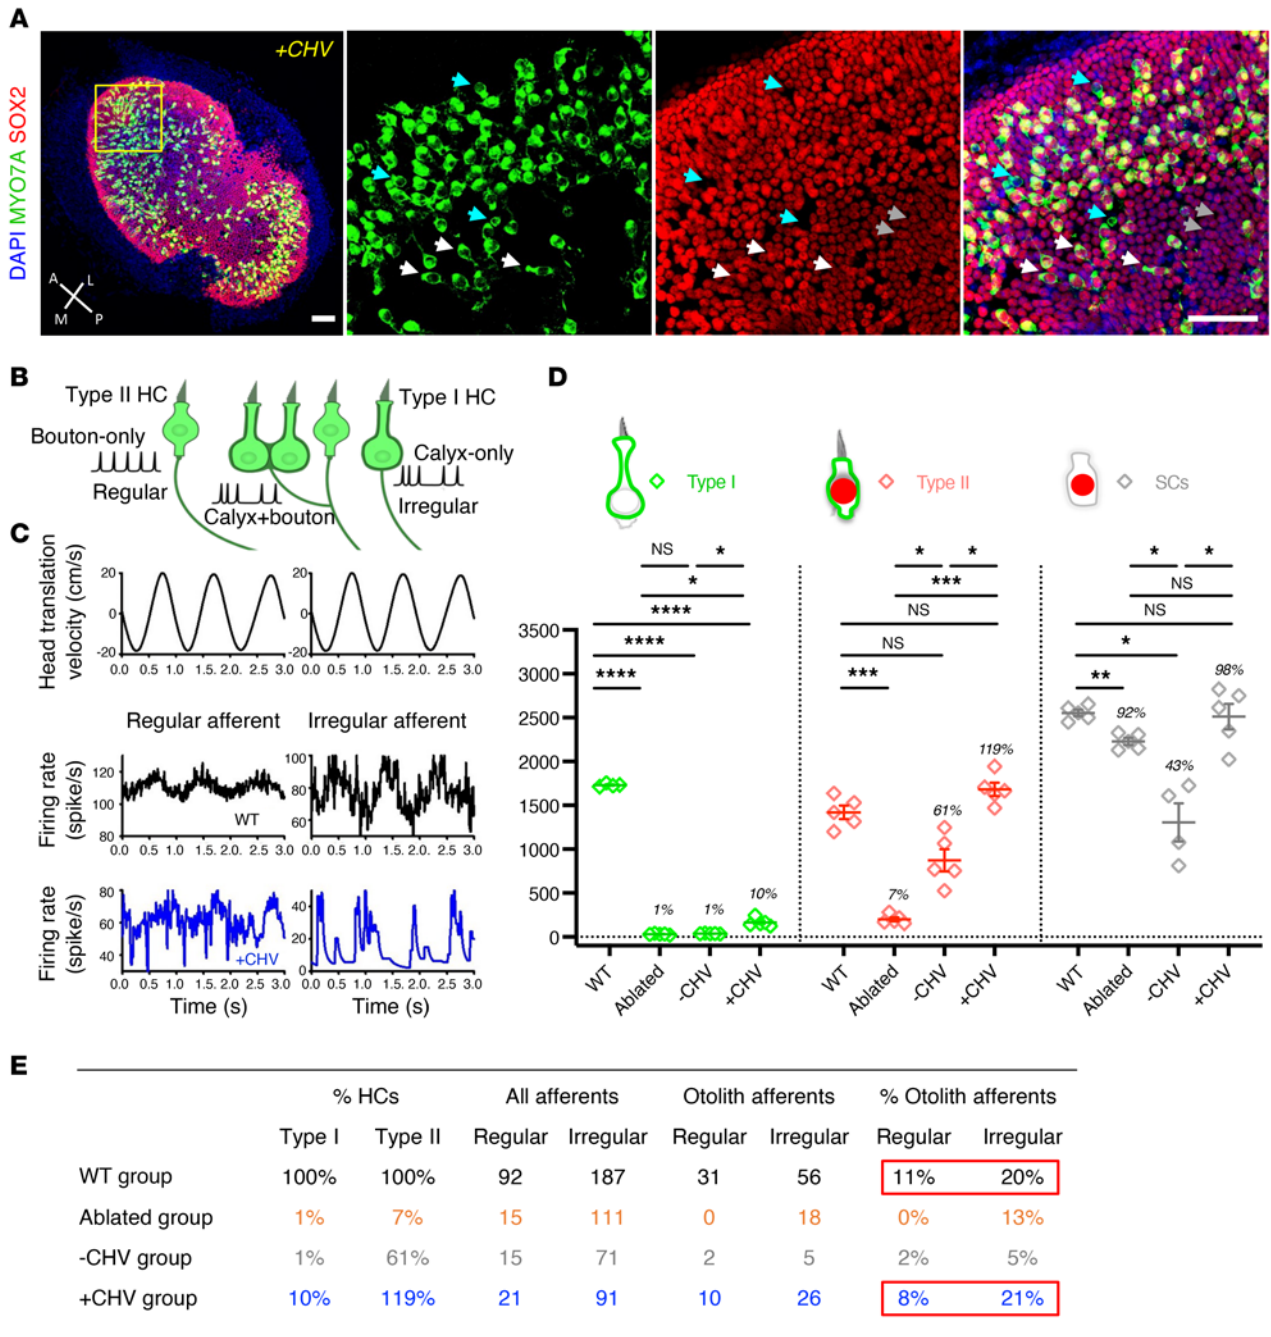 A
+CHV
DAPI MYO7A SOX2
A L
M P
B
Type II HC
Type I HC
Bouton-only
Calyx-only
Regular
Calyx+bouton
Irregular
C
Head translation
velocity (cm/s)
20
0
-20
0.0 0.5 1.0 1.5. 2.0 2.5 3.0
20
0
-20
0.0 0.5 1.0 1.5. 2.0 2.5 3.0
Regular afferent
Irregular afferent
Firing rate
(spike/s)
120
100
80
WT
0.0 0.5 1.0 1.5. 2.0 2.5 3.0
100
80
60
0.0 0.5 1.0 1.5. 2.0 2.5 3.0
Firing rate
(spike/s)
80
60
40
+CHV
0.0 0.5 1.0 1.5. 2.0 2.5 3.0
40
20
0
0.0 0.5 1.0 1.5. 2.0 2.5 3.0
Time (s)
Time (s)
D
Type I
Type II
SCs
NS *
*
****
****
****
* *
***
NS
NS
***
* *
NS
NS
*
**
3500
3000
2500
2000
1500
1000
500
0
1% 1% 10%
7% 61% 119%
92% 43% 98%
WT Ablated -CHV +CHV
WT Ablated -CHV +CHV
WT Ablated -CHV +CHV
E
% HCs All afferents Otolith afferents % Otolith afferents
Type I Type II Regular Irregular Regular Irregular Regular Irregular
WT group 100% 100% 92 187 31 56 11% 20%
Ablated group 1% 7% 15 111 0 18 0% 13%
-CHV group 1% 61% 15 71 2 5 2% 5%
+CHV group 10% 119% 21 91 10 26 8% 21%